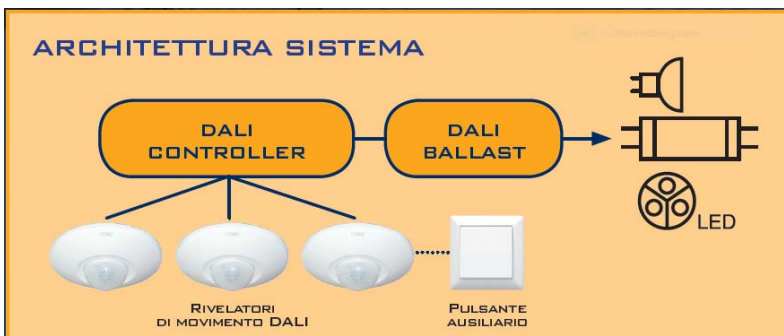 ARCHITETTURA SISTEMA
DALI
CONTROLLER
DALI
BALLAST
LED
RIVELATORI
DI MOVIMENTO DALI
PULSANTE
AUSILIARIO